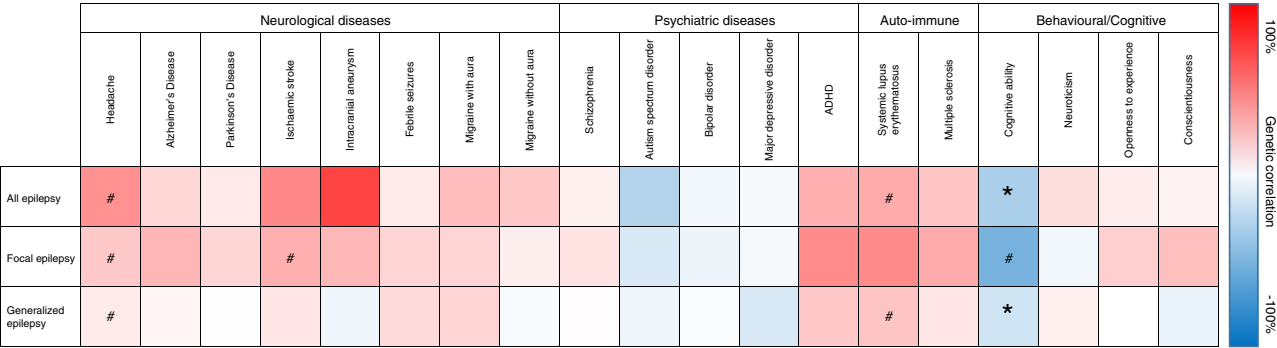 Neurological diseases
Psychiatric diseases
Auto-immune
Behavioural/Cognitive
Headache
Alzheimer's Disease
Parkinson's Disease
Ischaemic stroke
Intracranial aneurysm
Febrile seizures
Migraine with aura
Migraine without aura
Schizophrenia
Autism spectrum disorder
Bipolar disorder
Major depressive disorder
ADHD
Systemic lupus
erythematosus
Multiple sclerosis
Cognitive ability
Neuroticism
Openness to experience
Conscientiousness
All epilepsy
# # *
Focal epilepsy
# # #
Generalized
epilepsy
# # *
100%
Genetic correlation
-100%